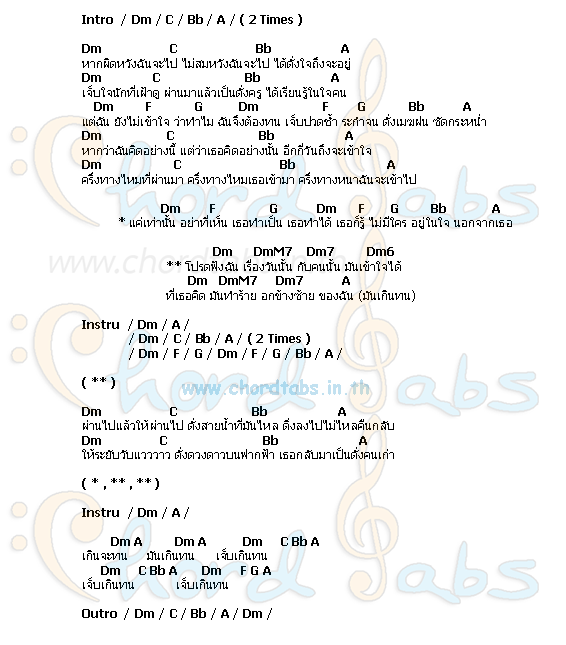 Intro / Dm / C / Bb / A / ( 2 Times )
Dm C Bb A
หากผิดหวังฉันจะไป ไม่สมหวังฉันจะไป ได้ดั่งใจถึงจะอยู่
Dm C Bb A
เจ็บใจนักที่เฝ้าดู ผ่านมาแล้วเป็นดั่งครู ได้เรียนรู้ในใจคน
Dm F G Dm F G Bb A
แต่ฉัน ยังไม่เข้าใจ ว่าทำไม ฉันจึงต้องทน เจ็บปวดซ้ำ ระกำจน ดั่งเมฆฝน ซัดกระหน่ำ
Dm C Bb A
หากว่าฉันคิดอย่างนี้ แต่ว่าเธอคิดอย่างนั้น อีกกี่วันถึงจะเข้าใจ
Dm C Bb A
ครึ่งทางไหมที่ผ่านมา ครึ่งทางไหมเธอเข้ามา ครึ่งทางหนาฉันจะเข้าไป
Dm F G Dm F G Bb A
* แค่เท่านั้น อย่าที่เห็น เธอทำเป็น เธอทำได้ เธอก็รู้ ไม่มีใคร อยู่ในใจ นอกจากเธอ
Dm DmM7 Dm7 Dm6
** โปรดฟังฉัน เรื่องวันนั้น กับคนนั้น มันเข้าใจได้
Dm DmM7 Dm7 A
ที่เธอคิด มันทำร้าย อกข้างซ้าย ของฉัน (มันเกินทน)
Instru / Dm / A /
/ Dm / C / Bb / A / ( 2 Times )
/ Dm / F / G / Dm / F / G / Bb / A /
( ** )
www.chordtabs.in.th
Dm C Bb A
ผ่านไปแล้วให้ผ่านไป ดั่งสายน้ำที่มันไหล ดิ่งลงไปไม่ไหลคืนกลับ
Dm C Bb A
ให้ระยับวับแวววาว ดั่งดวงดาวบนฟากฟ้า เธอกลับมาเป็นดั่งคนเก่า
( * , ** , ** )
Instru / Dm / A /
Dm A Dm A Dm C Bb A
เกินจะทน มันเกินทน เจ็บเกินทน
Dm C Bb A Dm F G A
เจ็บเกินทน เจ็บเกินทน
Outro / Dm / C / Bb / A / Dm /